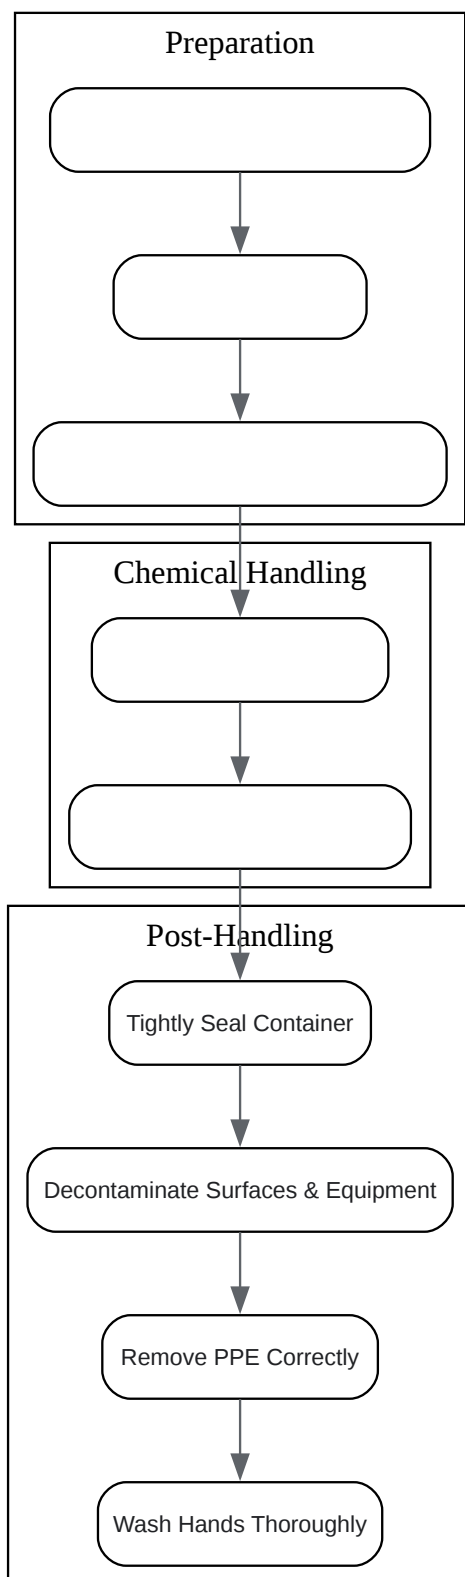 Preparation
Chemical Handling
Post-Handling
Tightly Seal Container
Decontaminate Surfaces & Equipment
Remove PPE Correctly
Wash Hands Thoroughly